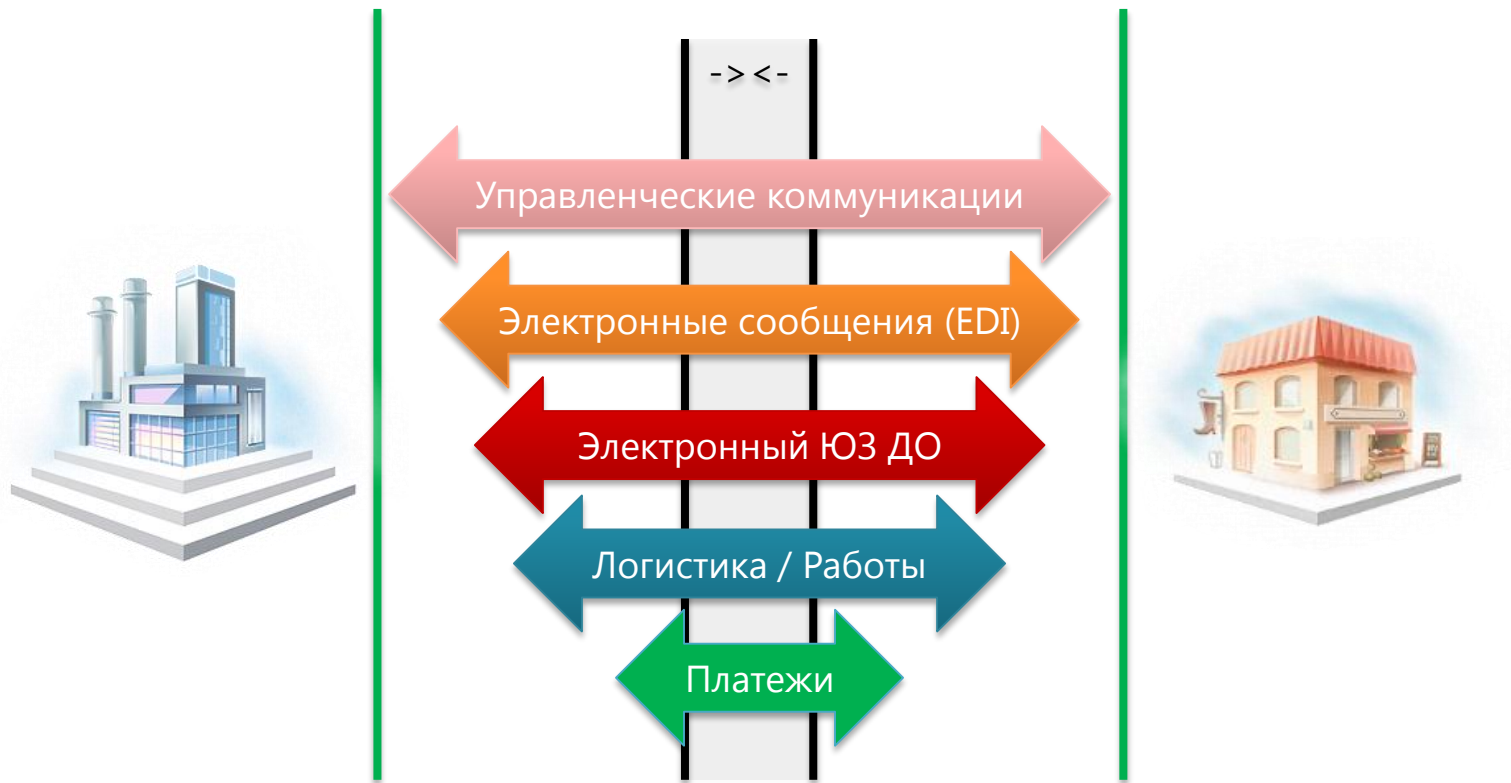 -> <-
Управленческие коммуникации
Электронные сообщения (EDI)
Электронный ЮЗ ДО
Логистика / Работы
Платежи